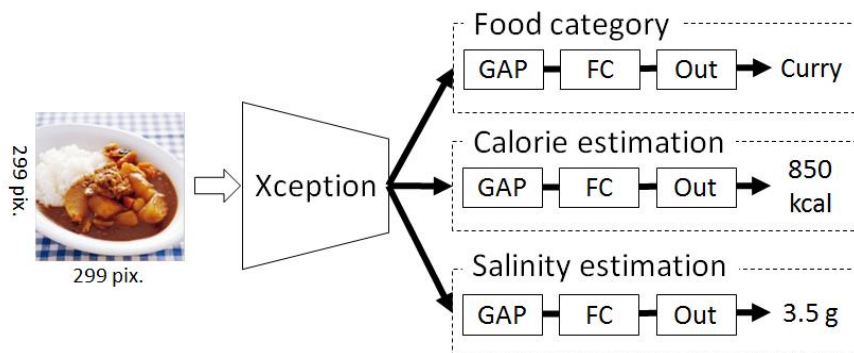 Food category
GAP FC Out Curry
299 pix.
299 pix.
Xception
Calorie estimation
GAP FC Out 850
kcal
Salinity estimation
GAP FC Out 3.5 g